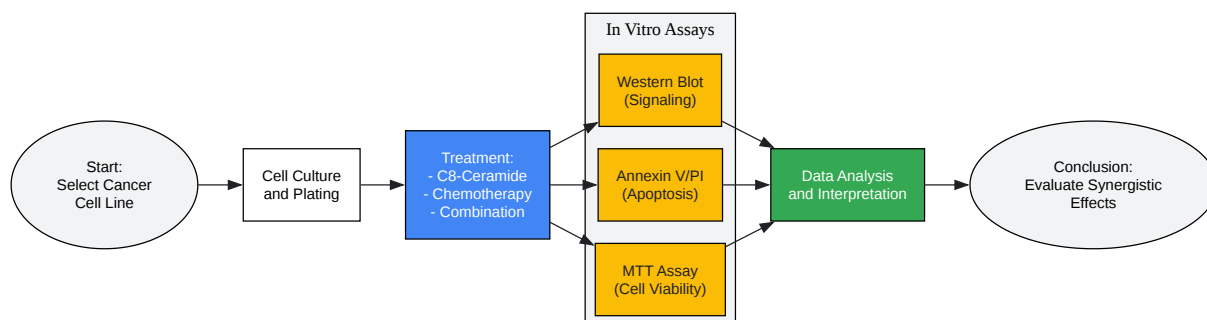 Start:
Select Cancer
Cell Line
Cell Culture
and Plating
Treatment:
- C8-Ceramide
- Chemotherapy
- Combination
In Vitro Assays
Western Blot
(Signaling)
Annexin V/PI
(Apoptosis)
MTT Assay
(Cell Viability)
Data Analysis
and Interpretation
Conclusion:
Evaluate Synergistic
Effects